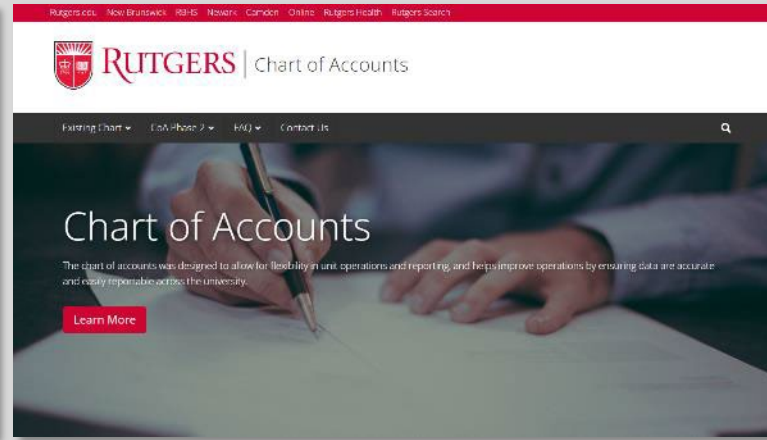 Rutgers.edu New Brunswick RBHS Newark Camden Online Rutgers Health Rutgers Search
RUTGERS | Chart of Accounts
Existing Chart CoA Phase 2 FAQ Contact Us
Chart of Accounts
The chart of accounts was designed to allow for flexibility in unit operations and reporting, and helps improve operations by ensuring data are accurate
and easily reportable across the university.
Learn More